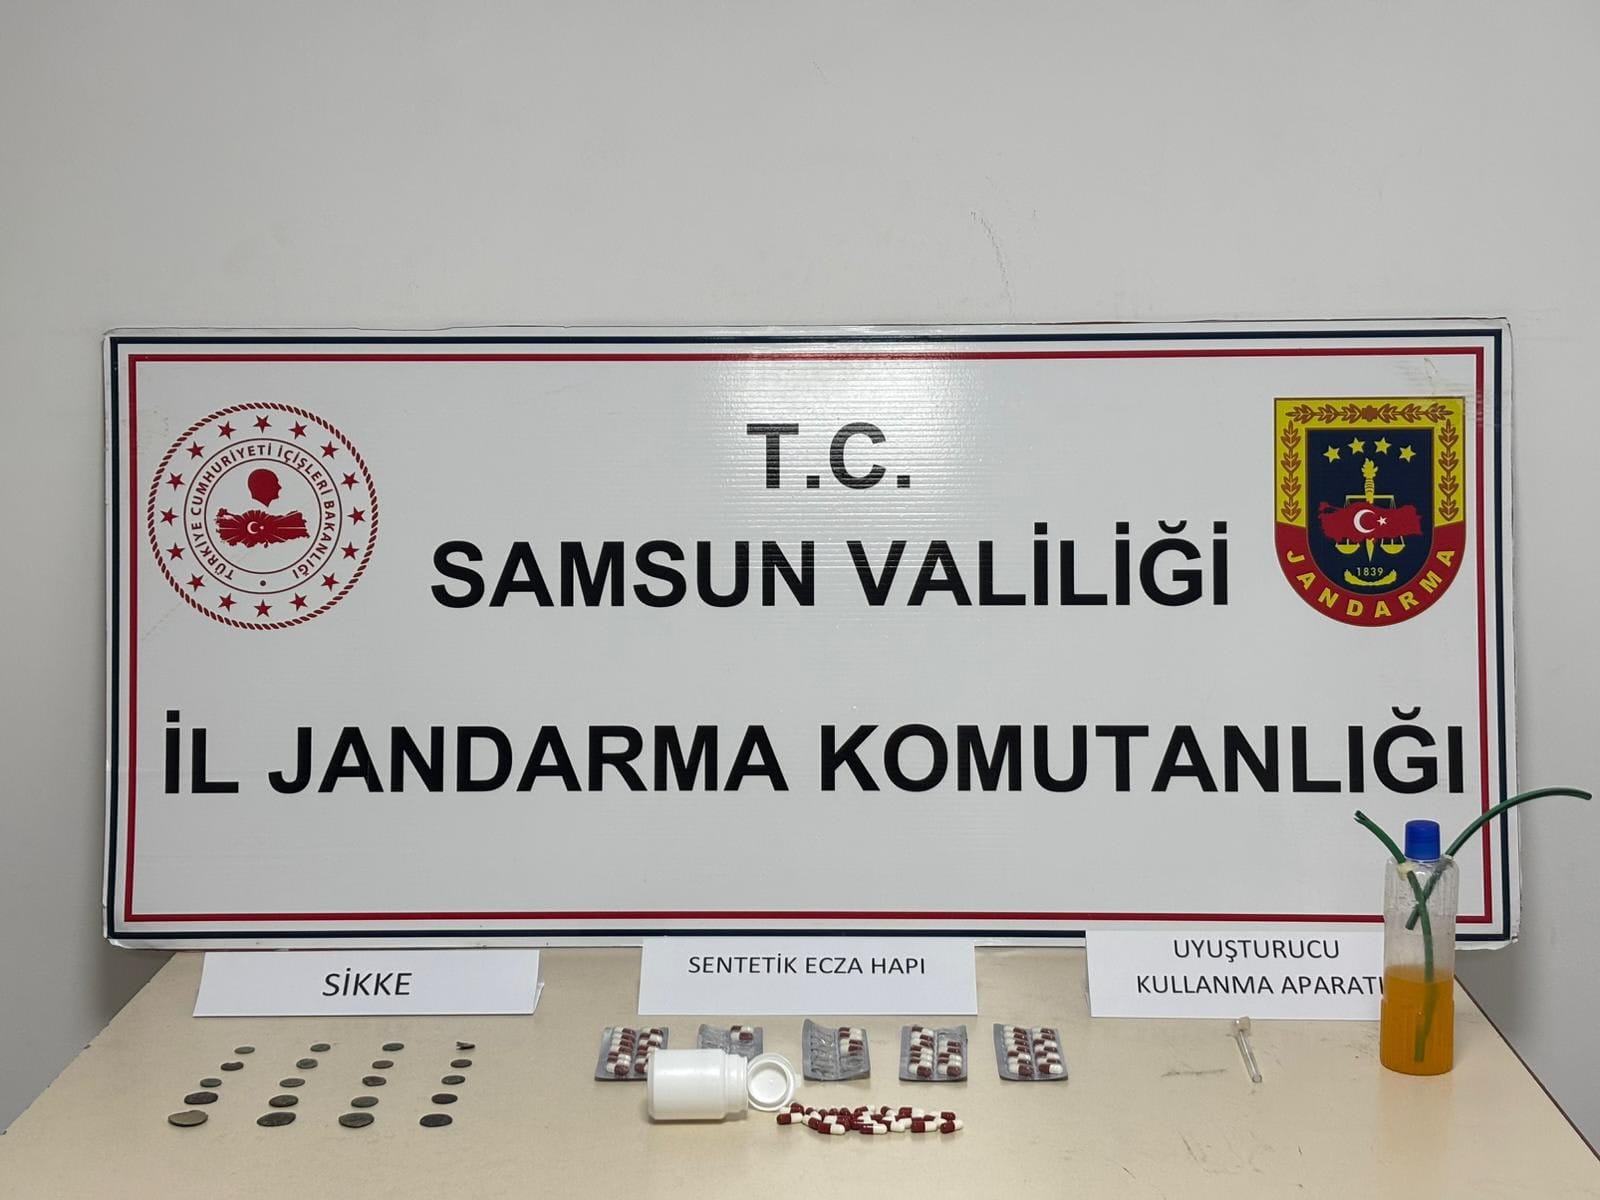 T.C.
SAMSUN VALİLİĞİ
İL JANDARMA KOMUTANLIĞI
TÜRKİYE CUMHURİYETİ İÇİŞLERİ BAKANLIĞI
1839
JANDARMA
SİKKE
SENTETİK ECZA HAPI
UYUŞTURUCU
KULLANMA APARATI